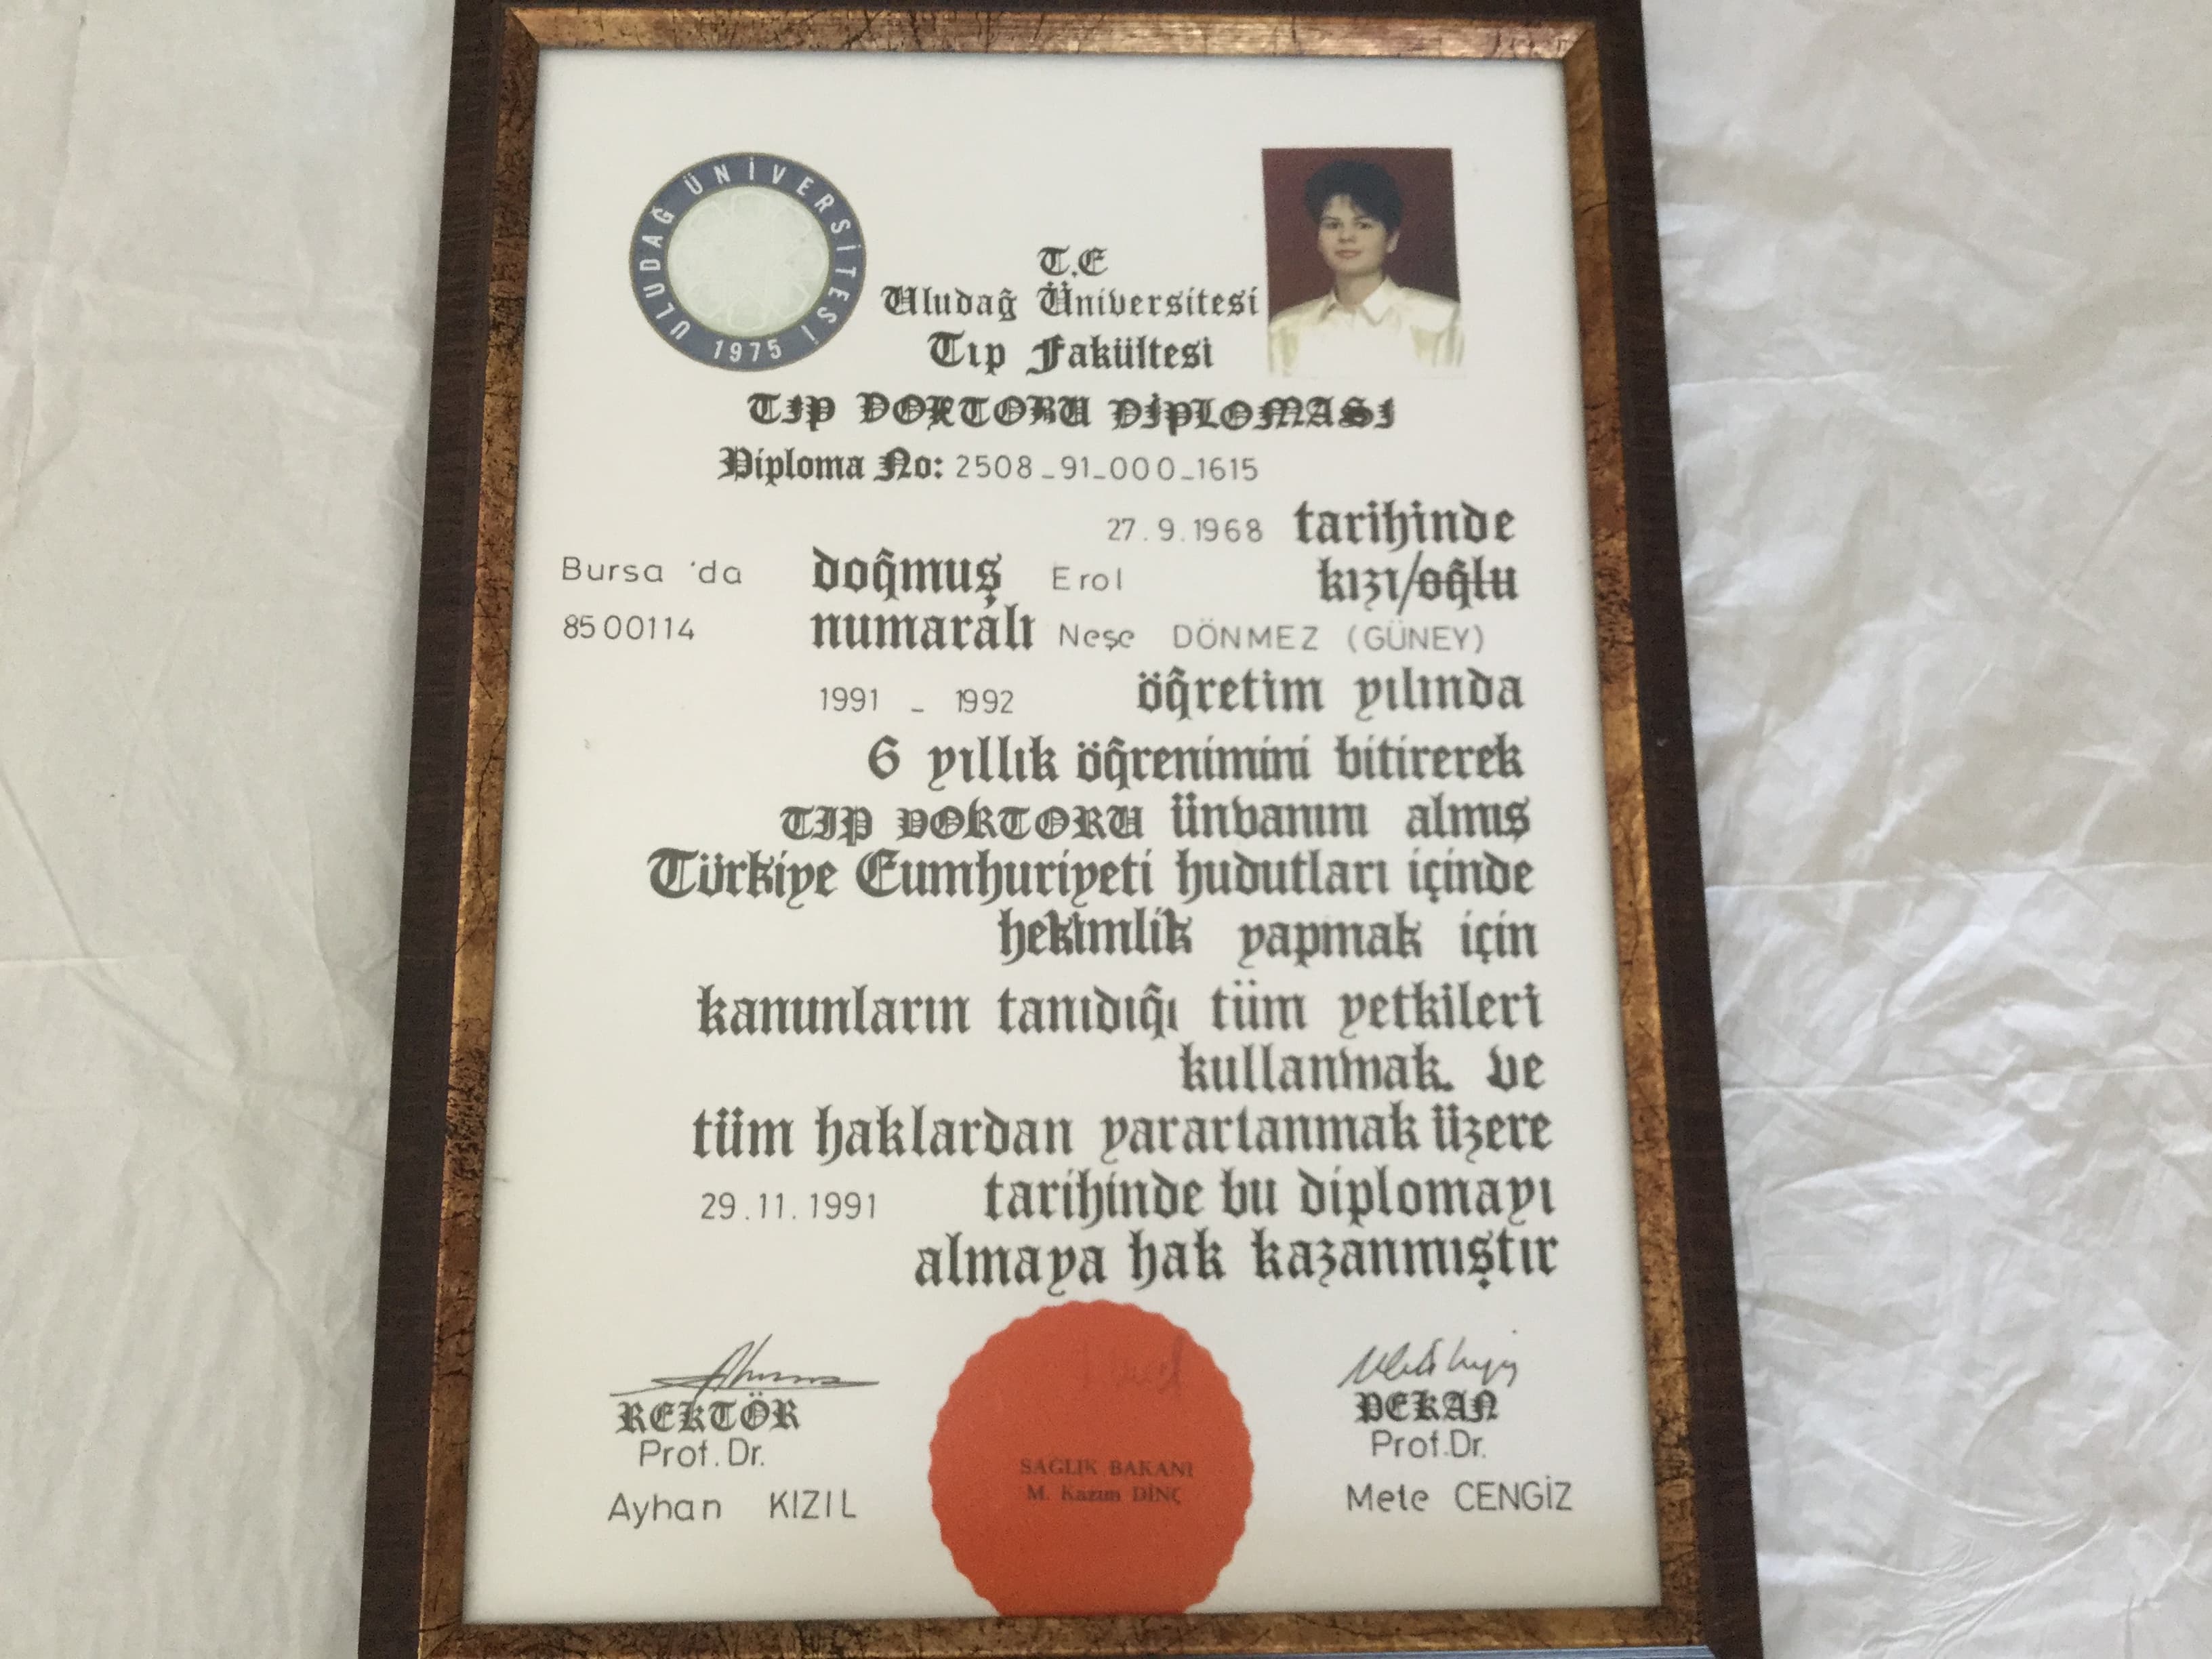 ULUDAĞ ÜNİVERSİTESİ
1975
T.C
Uludağ Üniversitesi
Tıp Fakültesi
TIP DOKTORU DİPLOMASI
Diploma No: 2508_91_000_1615
27.9.1968 tarihinde
Bursa 'da doğmuş Erol kızı/oğlu
8500114 numaralı Neşe DÖNMEZ (GÜNEY)
1991 _ 1992 öğretim yılında
6 yıllık öğrenimini bitirerek
TIP DOKTORU ünvanını almış
Türkiye Cumhuriyeti hudutları içinde
hekimlik yapmak için
kanunların tanıdığı tüm yetkileri
kullanmak. ve
tüm haklardan yararlanmak üzere
29.11.1991 tarihinde bu diplomayı
almaya hak kazanmıştır
REKTÖR
Prof.Dr.
Ayhan KIZIL
SAĞLIK BAKANI
M. Kazım DİNÇ
DEKAN
Prof.Dr.
Mete CENGİZ